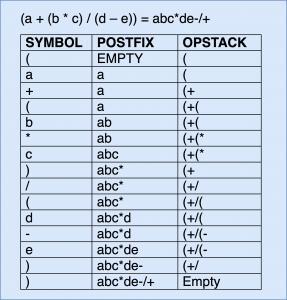 (a + (b * c) / (d – e)) = abc*de-/+
SYMBOL POSTFIX OPSTACK
( EMPTY (
a a (
+ a (+
( a (+(
b ab (+(
* ab (+(*
c abc (+(*
) abc* (+
/ abc* (+/
( abc* (+/(
d abc*d (+/(
- abc*d (+/(-
e abc*de (+/(-
) abc*de- (+/
) abc*de-/+ Empty